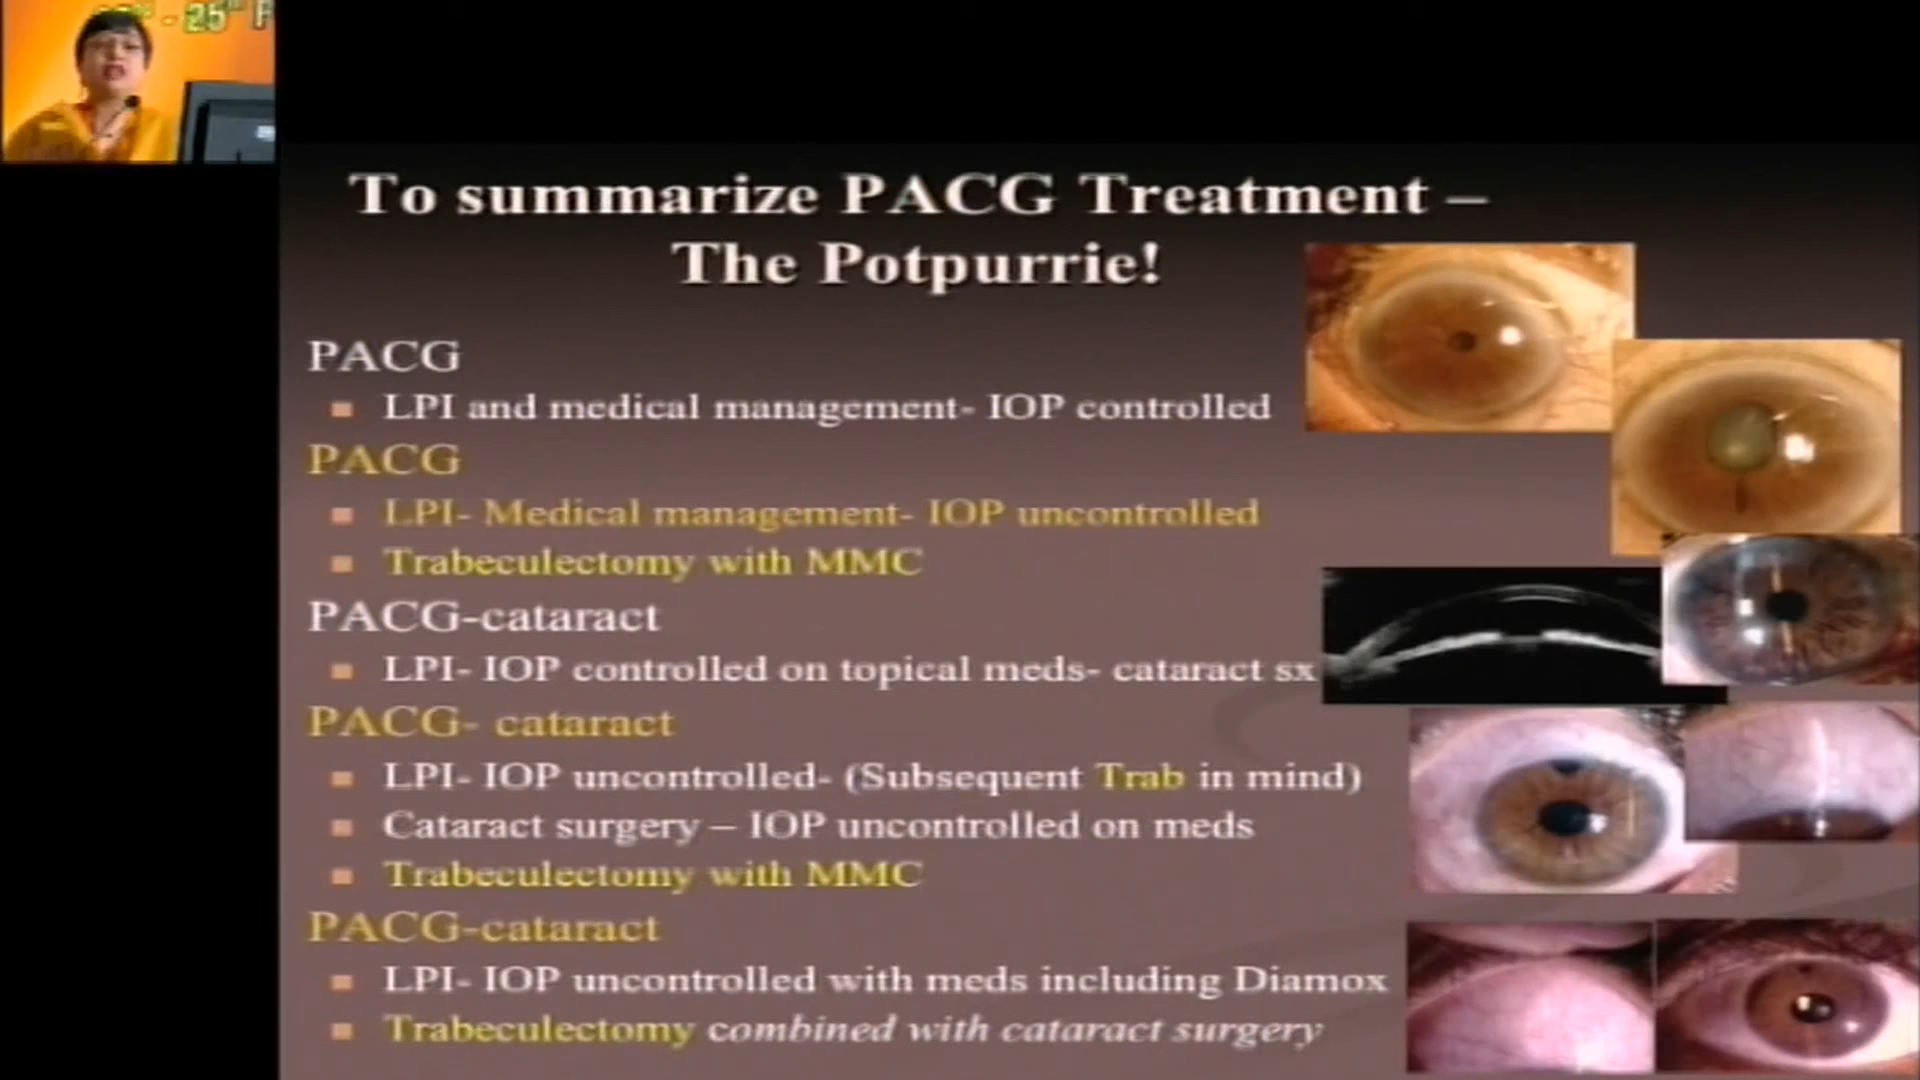 - 25°
To summarize PACG Treatment –
The Potpurrie!
PACG
LPI and medical management- IOP controlled
PACG
LPI- Medical management- IOP uncontrolled
Trabeculectomy with MMC
PACG-cataract
LPI- IOP controlled on topical meds- cataract sx
PACG- cataract
LPI- IOP uncontrolled- (Subsequent Trab in mind)
Cataract surgery – IOP uncontrolled on meds
Trabeculectomy with MMC
PACG-cataract
LPI- IOP uncontrolled with meds including Diamox
Trabeculectomy combined with cataract surgery